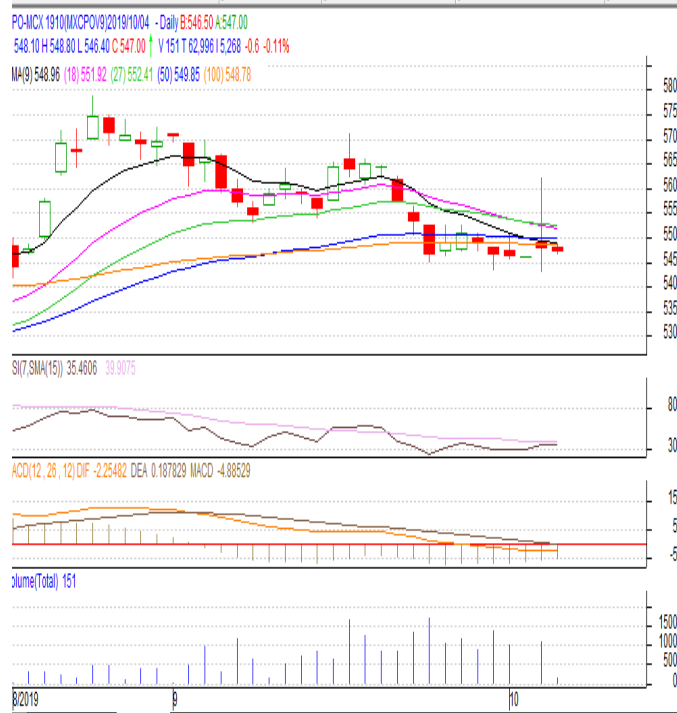 PO-MCX 1910(MXCPOV9)2019/10/04 - Daily B:546.50 A:547.00
548.10 H 548.80 L 546.40 C 547.00 V 151 T 62,996 I 5,268 -0.6 -0.11%
MA(9) 548.96 (18) 551.92 (27) 552.41 (50) 549.85 (100) 548.78
580
575
570
565
560
555
550
545
540
535
530
SI(7,SMA(15)) 35.4606 39.9075
80
30
ACD(12 , 26 , 12) DIF -2.25482 DEA 0.187829 MACD -4.88529
15
5
-5
olume(Total) 151
1500
1000
500
0
8/2019 9 10